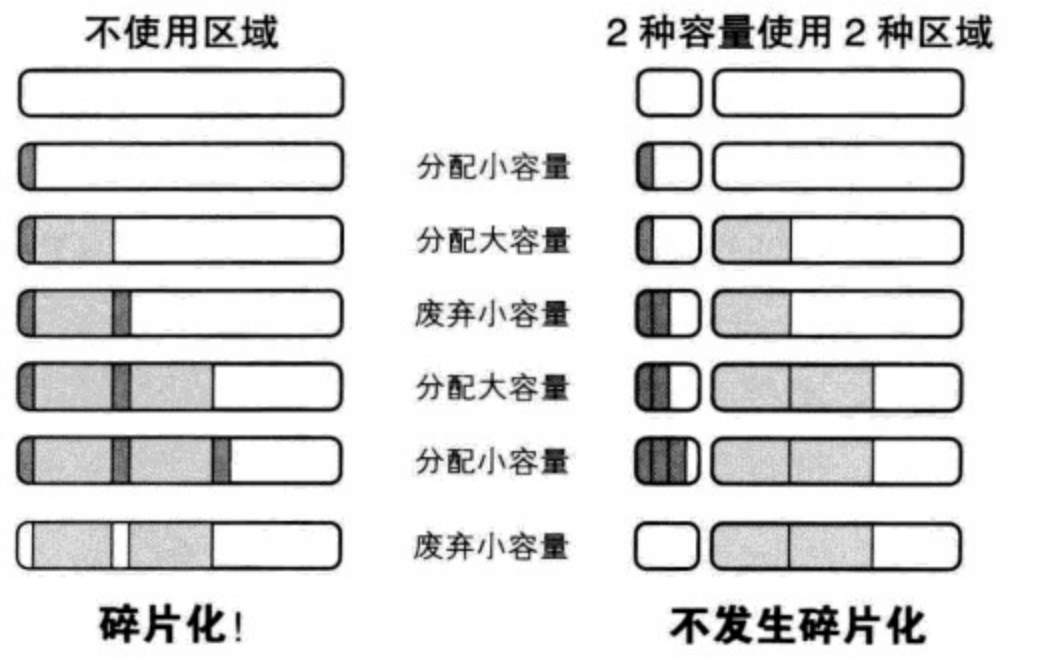 不使用区域
2 种容量使用 2 种区域
分配小容量
分配大容量
废弃小容量
分配大容量
分配小容量
废弃小容量
碎片化!
不发生碎片化